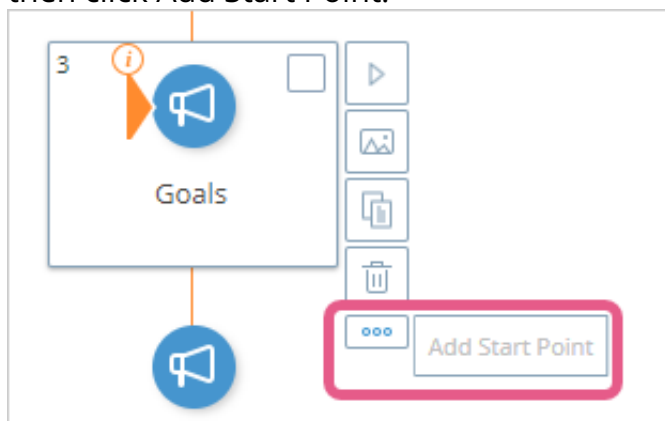 then click Add Start Point.
3
i
Goals
Add Start Point